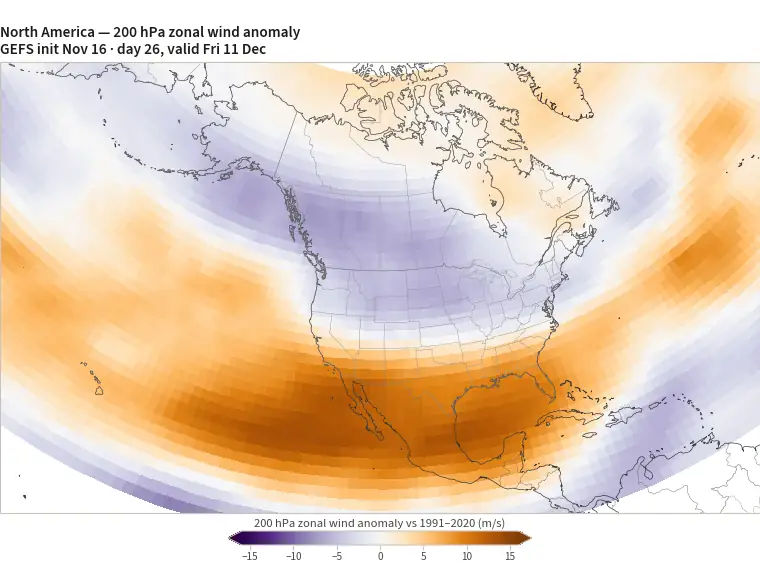 North America — 200 hPa zonal wind anomaly
GEFS init Nov 16 · day 26, valid Fri 11 Dec
200 hPa zonal wind anomaly vs 1991–2020 (m/s)
−15 −10 −5 0 5 10 15